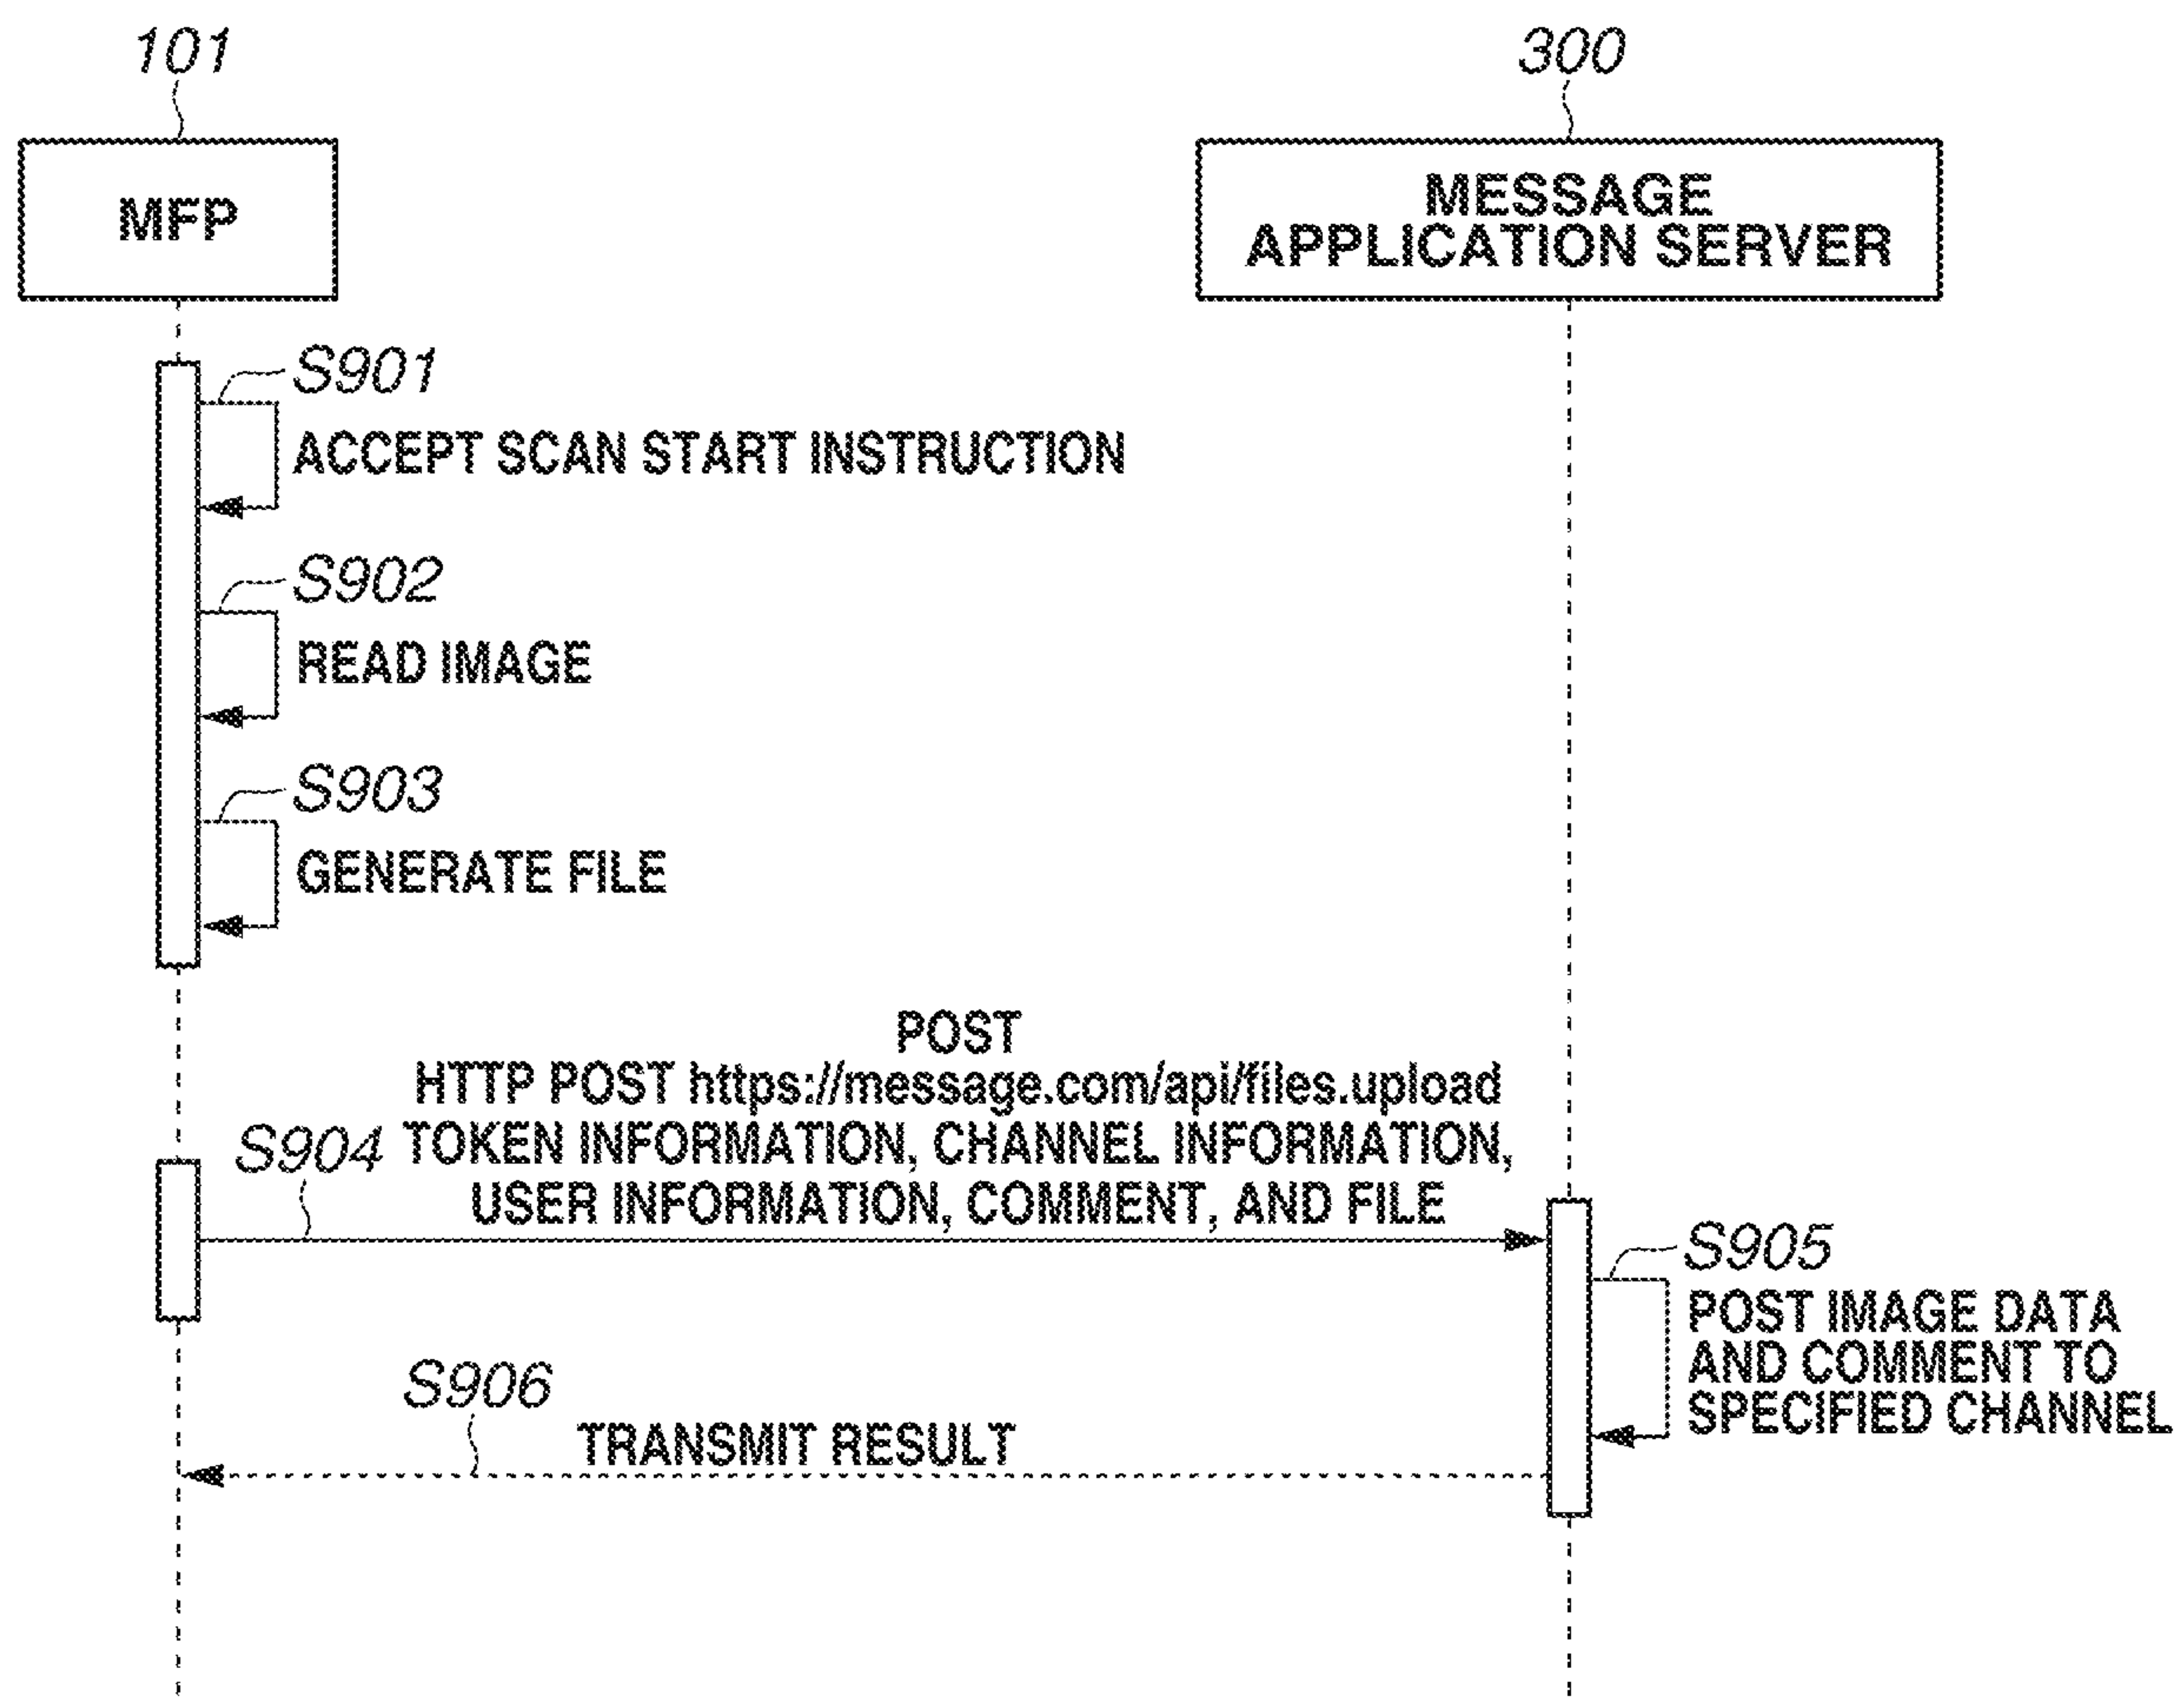 101
300
MFP
MESSAGE
APPLICATION SERVER
S901
ACCEPT SCAN START INSTRUCTION
S902
READ IMAGE
S903
GENERATE FILE
POST
HTTP POST https://message.com/api/files.upload
S904
TOKEN INFORMATION, CHANNEL INFORMATION,
USER INFORMATION, COMMENT, AND FILE
S905
POST IMAGE DATA
AND COMMENT TO
SPECIFIED CHANNEL
S906
TRANSMIT RESULT